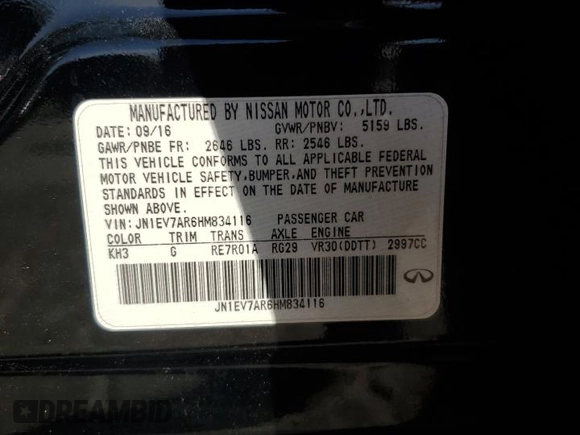 MANUFACTURED BY NISSAN MOTOR CO.,LTD.
DATE: 09/16 GVWR/PNBV: 5159 LBS.
GAWR/PNBE FR: 2646 LBS. RR: 2546 LBS.
THIS VEHICLE CONFORMS TO ALL APPLICABLE FEDERAL
MOTOR VEHICLE SAFETY,BUMPER,AND THEFT PREVENTION
STANDARDS IN EFFECT ON THE DATE OF MANUFACTURE
SHOWN ABOVE.
VIN: JN1EV7AR6HM834116 PASSENGER CAR
COLOR TRIM TRANS AXLE ENGINE
KH3 G RE7R01A RG29 VR30(DDTT) 2997CC
JN1EV7AR6HM834116
DREAMBID